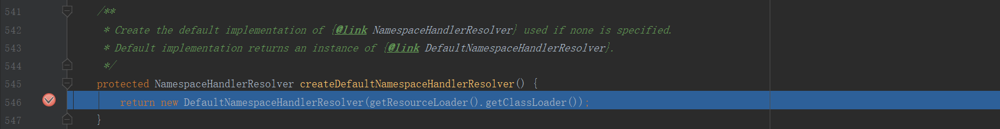 541 /**
542 * Create the default implementation of {@link NamespaceHandlerResolver} used if none is specified.
543 * Default implementation returns an instance of {@link DefaultNamespaceHandlerResolver}.
544 */
545 protected NamespaceHandlerResolver createDefaultNamespaceHandlerResolver() {
546 return new DefaultNamespaceHandlerResolver(getResourceLoader().getClassLoader());
547 }